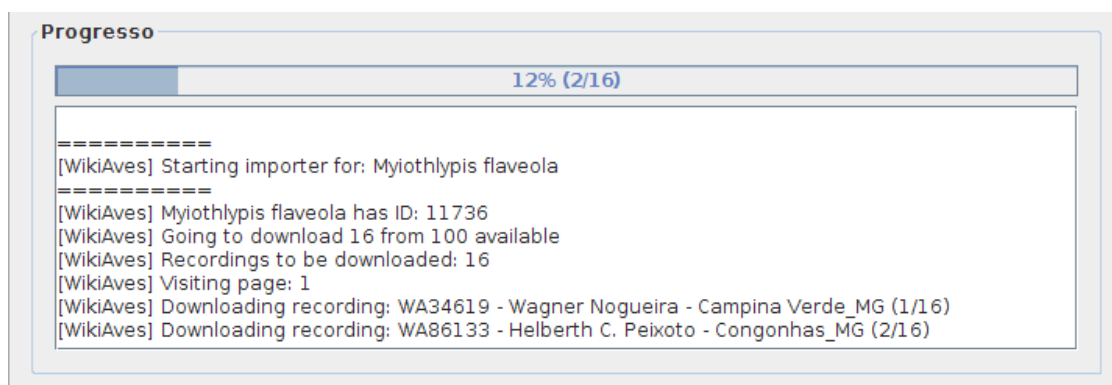 Progresso
12% (2/16)
==========
[WikiAves] Starting importer for: Myiothlypis flaveola
==========
[WikiAves] Myiothlypis flaveola has ID: 11736
[WikiAves] Going to download 16 from 100 available
[WikiAves] Recordings to be downloaded: 16
[WikiAves] Visiting page: 1
[WikiAves] Downloading recording: WA34619 - Wagner Nogueira - Campina Verde_MG (1/16)
[WikiAves] Downloading recording: WA86133 - Helberth C. Peixoto - Congonhas_MG (2/16)